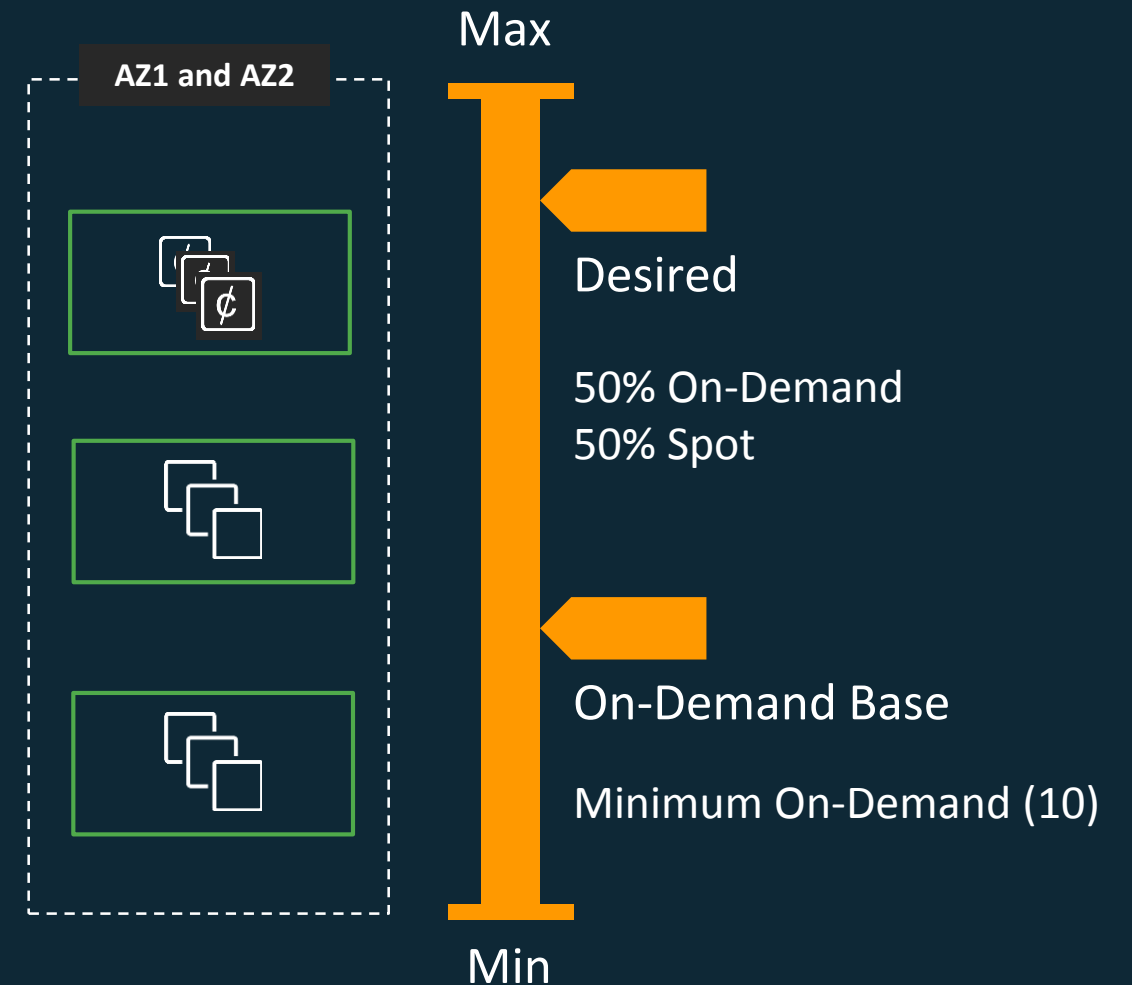 Max
AZ1 and AZ2
Desired
¢
50% On-Demand
50% Spot
On-Demand Base
Minimum On-Demand (10)
Min